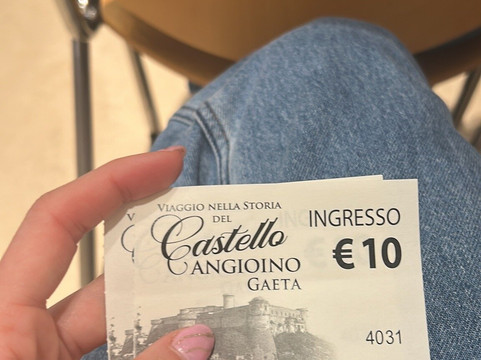 VIAGGIO NELLA STORIA
DEL
Castello
ANGIOINO
GAETA
INGRESSO
€10
4031